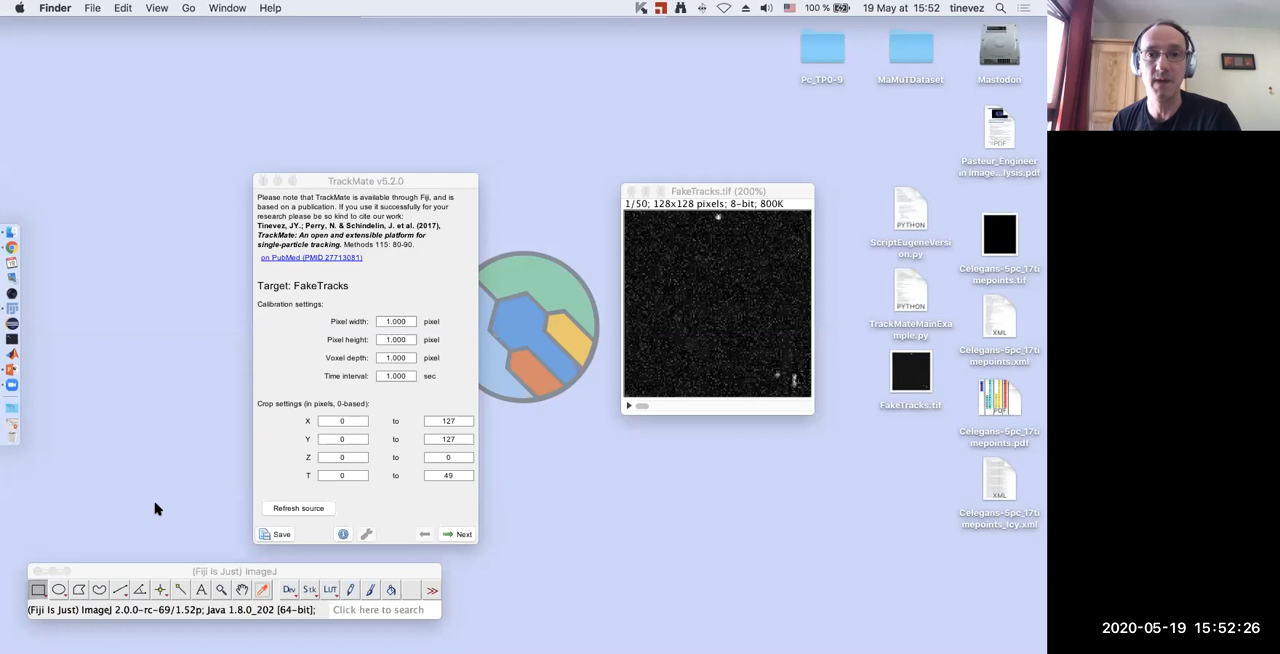 Finder File Edit View Go Window Help
100 % 19 May at 15:52 tinevez
Pc_TP0-9
MaMuTDataset
Mastodon
Pasteur_Engineer
in Image...lysis.pdf
ScriptEugeneVersi
on.py
Celegans-5pc_17ti
mepoints.tif
TrackMateMainExa
mple.py
Celegans-5pc_17ti
mepoints.xml
FakeTracks.tif
Celegans-5pc_17ti
mepoints.pdf
Celegans-5pc_17ti
mepoints_Icy.xml
PDF
PYTHON
PYTHON
XML
PDF
XML
TrackMate v5.2.0
Please note that TrackMate is available through Fiji, and is
based on a publication. If you use it successfully for your
research please be so kind to cite our work:
Tinevez, JY.; Perry, N. & Schindelin, J. et al. (2017),
TrackMate: An open and extensible platform for
single-particle tracking. Methods 115: 80-90.
on PubMed (PMID 27713081)
Target: FakeTracks
Calibration settings:
Pixel width: 1.000 pixel
Pixel height: 1.000 pixel
Voxel depth: 1.000 pixel
Time interval: 1.000 sec
Crop settings (in pixels, 0-based):
X 0 to 127
Y 0 to 127
Z 0 to 0
T 0 to 49
Refresh source
Save Next
FakeTracks.tif (200%)
1/50; 128x128 pixels; 8-bit; 800K
(Fiji Is Just) ImageJ
A Dev Stk LUT >>
(Fiji Is Just) ImageJ 2.0.0-rc-69/1.52p; Java 1.8.0_202 [64-bit]; Click here to search
2020-05-19 15:52:26